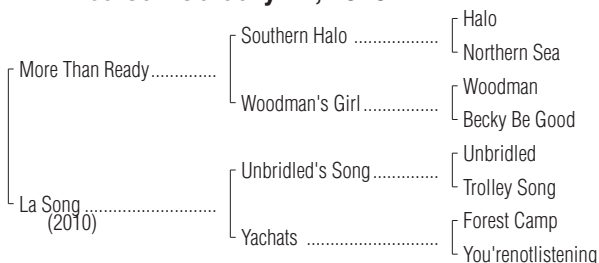 Halo
Southern Halo ..................
Northern Sea
More Than Ready.............
Woodman
Woodman's Girl ................
Becky Be Good
Unbridled
Unbridled's Song..............
Trolley Song
La Song ..........................
(2010)
Forest Camp
Yachats ..........................
You'renotlistening